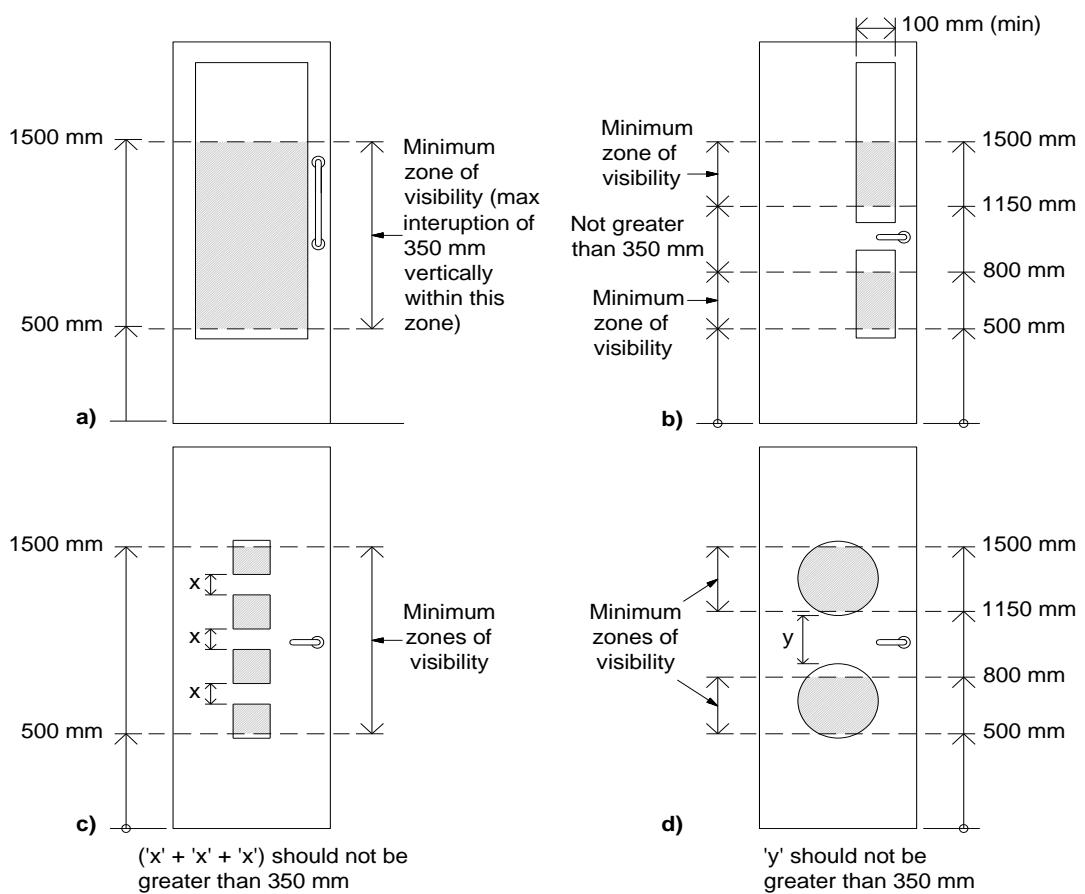 1500 mm
500 mm
Minimum
zone of
visibility (max
interuption of
350 mm
vertically
within this
zone)
a)
100 mm (min)
Minimum
zone of
visibility
Not greater
than 350 mm
Minimum
zone of
visibility
1500 mm
1150 mm
800 mm
500 mm
b)
1500 mm
x
x
x
500 mm
Minimum
zones of
visibility
c)
('x' + 'x' + 'x') should not be
greater than 350 mm
Minimum
zones of
visibility
y
1500 mm
1150 mm
800 mm
500 mm
d)
'y' should not be
greater than 350 mm